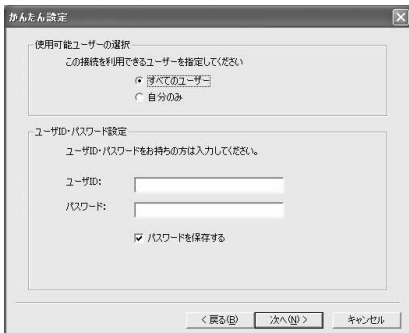 かんたん設定
使用可能ユーザーの選択
この接続を利用できるユーザーを指定してください
すべてのユーザー
自分のみ
ユーザID・パスワード設定
ユーザID・パスワードをお持ちの方は入力してください。
ユーザID:
パスワード:
パスワードを保存する
< 戻る(B) 次へ(N) > キャンセル